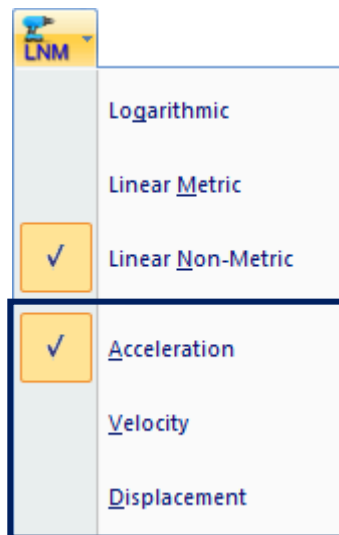 LNM
Logarithmic
Linear Metric
Linear Non-Metric
Acceleration
Velocity
Displacement